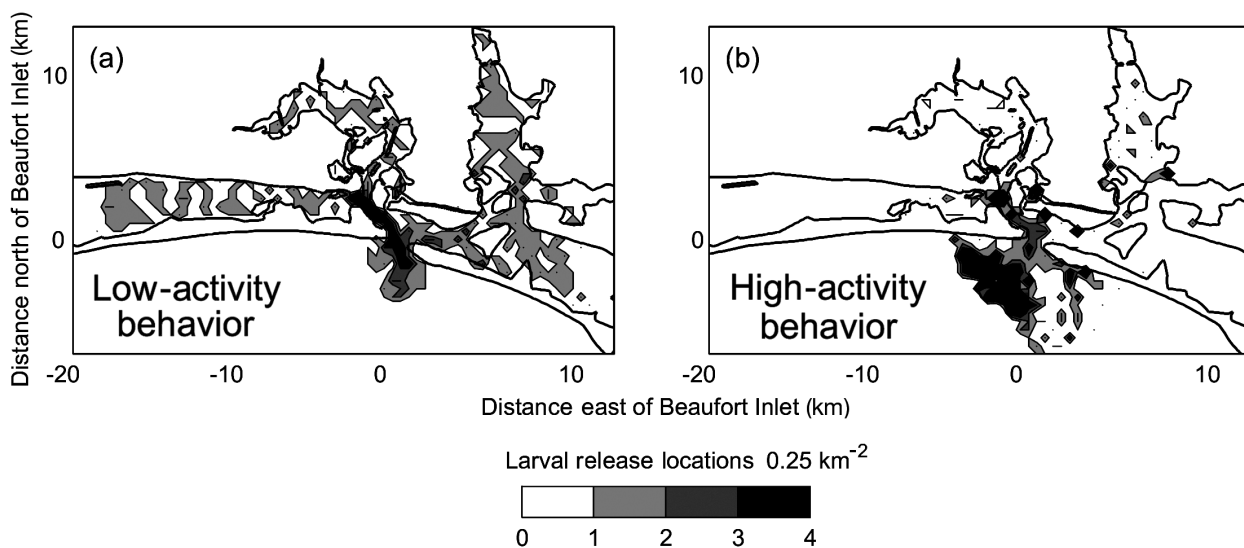 (a)
(b)
Distance north of Beaufort Inlet (km)
10
0
Low-activity
behavior
High-activity
behavior
-20
-10
0
10
-20
-10
0
10
Distance east of Beaufort Inlet (km)
Larval release locations 0.25 km-2
0
1
2
3
4